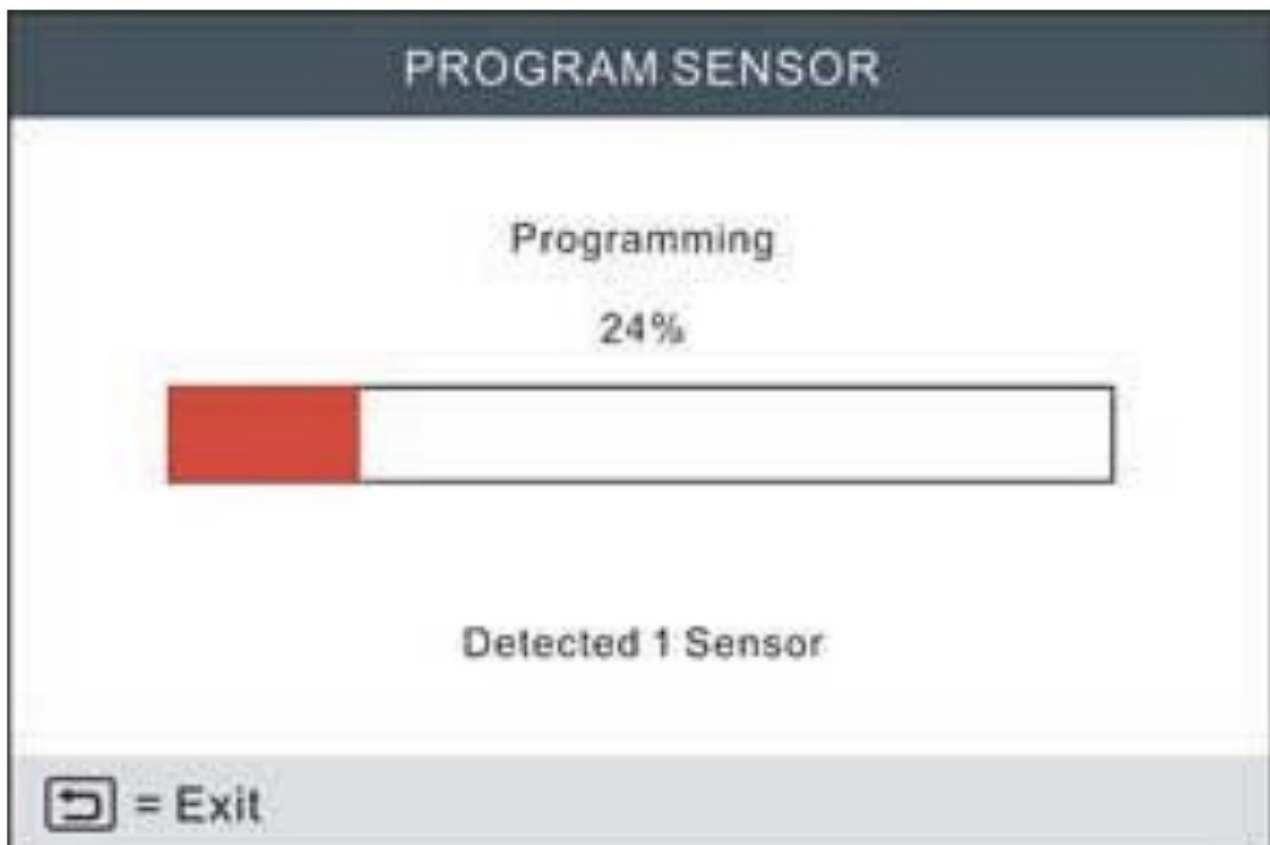 PROGRAM SENSOR
Programming
24%
Detected 1 Sensor
= Exit